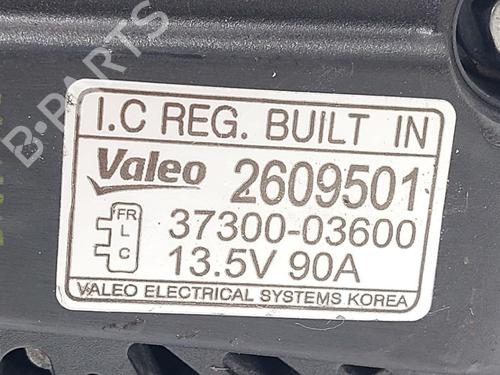 B-PARTS
I.C REG. BUILT IN
Valeo 2609501
FR
L
C
37300-03600
13.5V 90A
VALEO ELECTRICAL SYSTEMS KOREA